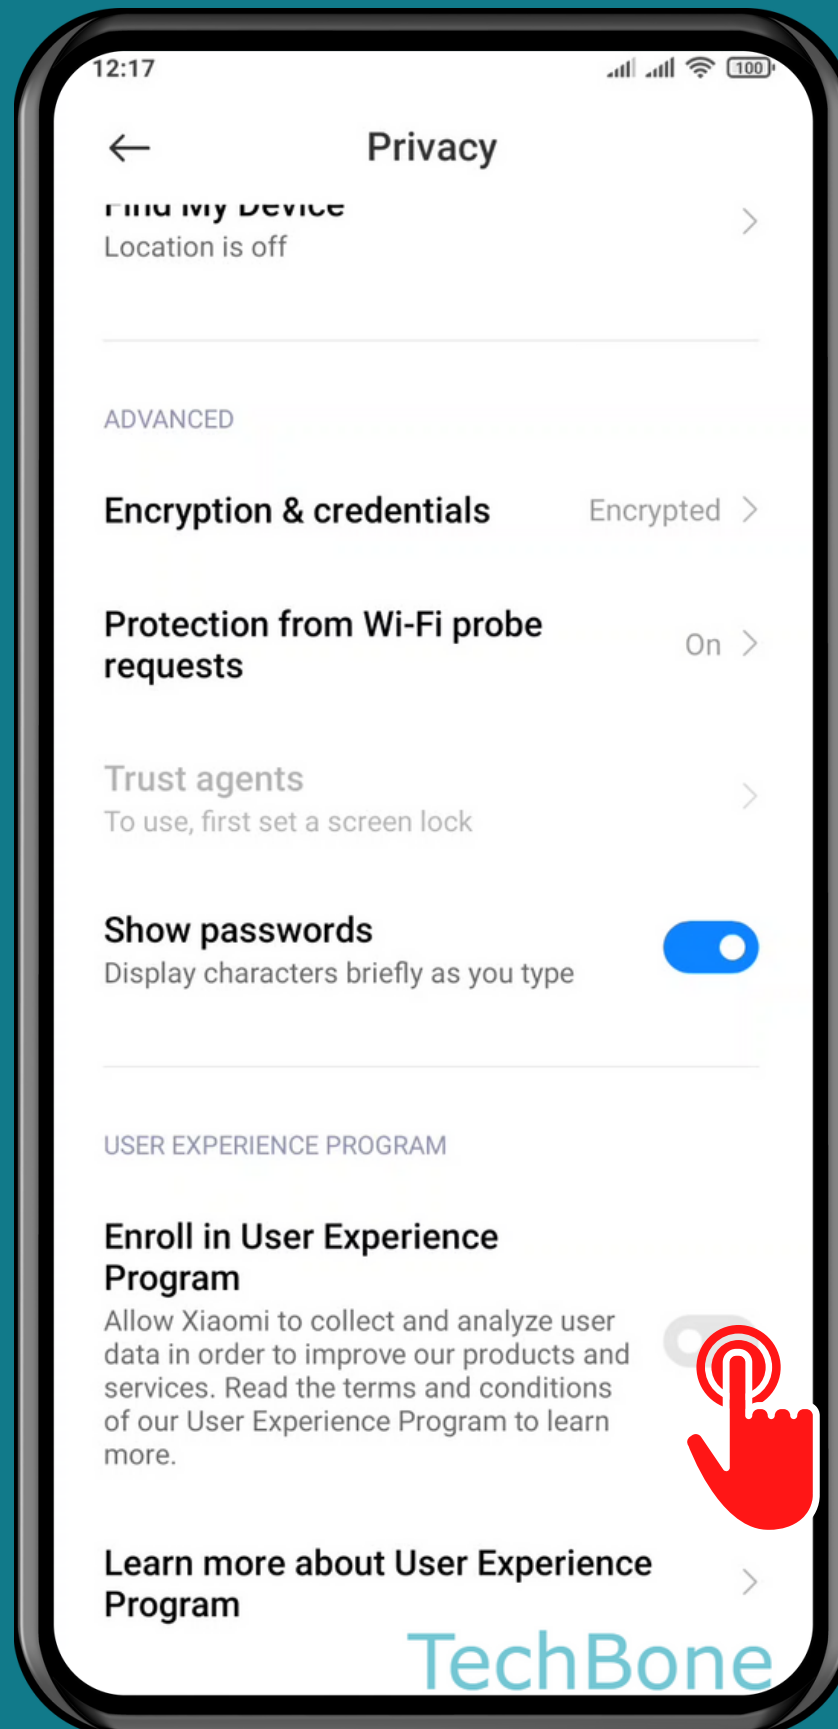 12:17
100
Privacy
Find My Device
Location is off
ADVANCED
Encryption & credentials
Encrypted
Protection from Wi-Fi probe
requests
On
Trust agents
To use, first set a screen lock
Show passwords
Display characters briefly as you type
USER EXPERIENCE PROGRAM
Enroll in User Experience
Program
Allow Xiaomi to collect and analyze user
data in order to improve our products and
services. Read the terms and conditions
of our User Experience Program to learn
more.
Learn more about User Experience
Program
TechBone